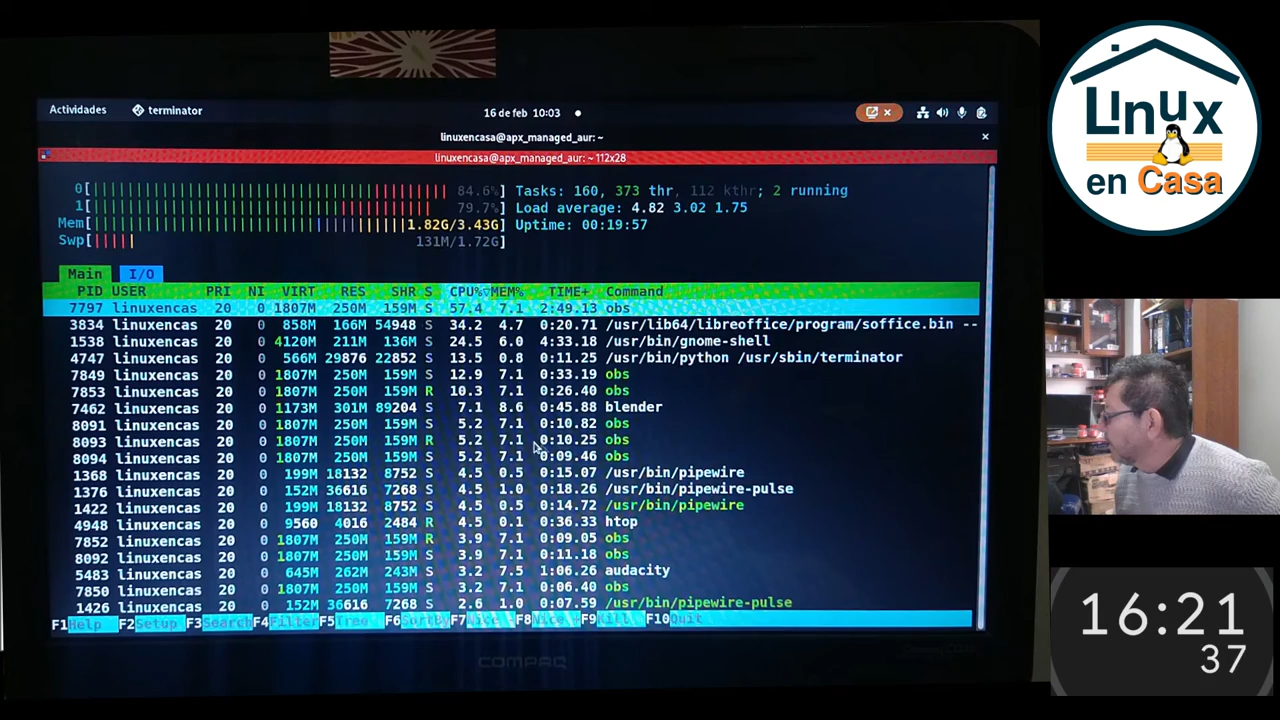 Actividades terminator 16 de feb 10:03
linuxencasa@apx_managed_aur:~
linuxencasa@apx_managed_aur:~ 112x28
0[ 84.6%] Tasks: 160, 373 thr, 112 kthr; 2 running
1[ 79.7%] Load average: 4.82 3.02 1.75
Mem[ 1.82G/3.43G] Uptime: 00:19:57
Swp[ 131M/1.72G]
Main I/O
PID USER PRI NI VIRT RES SHR S CPU%▽MEM% TIME+ Command
7797 linuxencas 20 0 1807M 250M 159M S 57.4 7.1 2:49.13 obs
3834 linuxencas 20 0 858M 166M 54948 S 34.2 4.7 0:20.71 /usr/lib64/libreoffice/program/soffice.bin --
1538 linuxencas 20 0 4120M 211M 136M S 24.5 6.0 4:33.18 /usr/bin/gnome-shell
4747 linuxencas 20 0 566M 29876 22852 S 13.5 0.8 0:11.25 /usr/bin/python /usr/sbin/terminator
7849 linuxencas 20 0 1807M 250M 159M S 12.9 7.1 0:33.19 obs
7853 linuxencas 20 0 1807M 250M 159M R 10.3 7.1 0:26.40 obs
7462 linuxencas 20 0 1173M 301M 89204 S 7.1 8.6 0:45.88 blender
8091 linuxencas 20 0 1807M 250M 159M S 5.2 7.1 0:10.82 obs
8093 linuxencas 20 0 1807M 250M 159M R 5.2 7.1 0:10.25 obs
8094 linuxencas 20 0 1807M 250M 159M S 5.2 7.1 0:09.46 obs
1368 linuxencas 20 0 199M 18132 8752 S 4.5 0.5 0:15.07 /usr/bin/pipewire
1376 linuxencas 20 0 152M 36616 7268 S 4.5 1.0 0:18.26 /usr/bin/pipewire-pulse
1422 linuxencas 20 0 199M 18132 8752 S 4.5 0.5 0:14.72 /usr/bin/pipewire
4948 linuxencas 20 0 9560 4016 2484 R 4.5 0.1 0:36.33 htop
7852 linuxencas 20 0 1807M 250M 159M R 3.9 7.1 0:09.05 obs
8092 linuxencas 20 0 1807M 250M 159M S 3.9 7.1 0:11.18 obs
5483 linuxencas 20 0 645M 262M 243M S 3.2 7.5 1:06.26 audacity
7850 linuxencas 20 0 1807M 250M 159M S 3.2 7.1 0:06.40 obs
1426 linuxencas 20 0 152M 36616 7268 S 2.6 1.0 0:07.59 /usr/bin/pipewire-pulse
F1Help F2Setup F3SearchF4FilterF5Tree F6SortByF7Nice -F8Nice +F9Kill F10Quit
COMPAQ
LInUx
en Casa
16:21
37